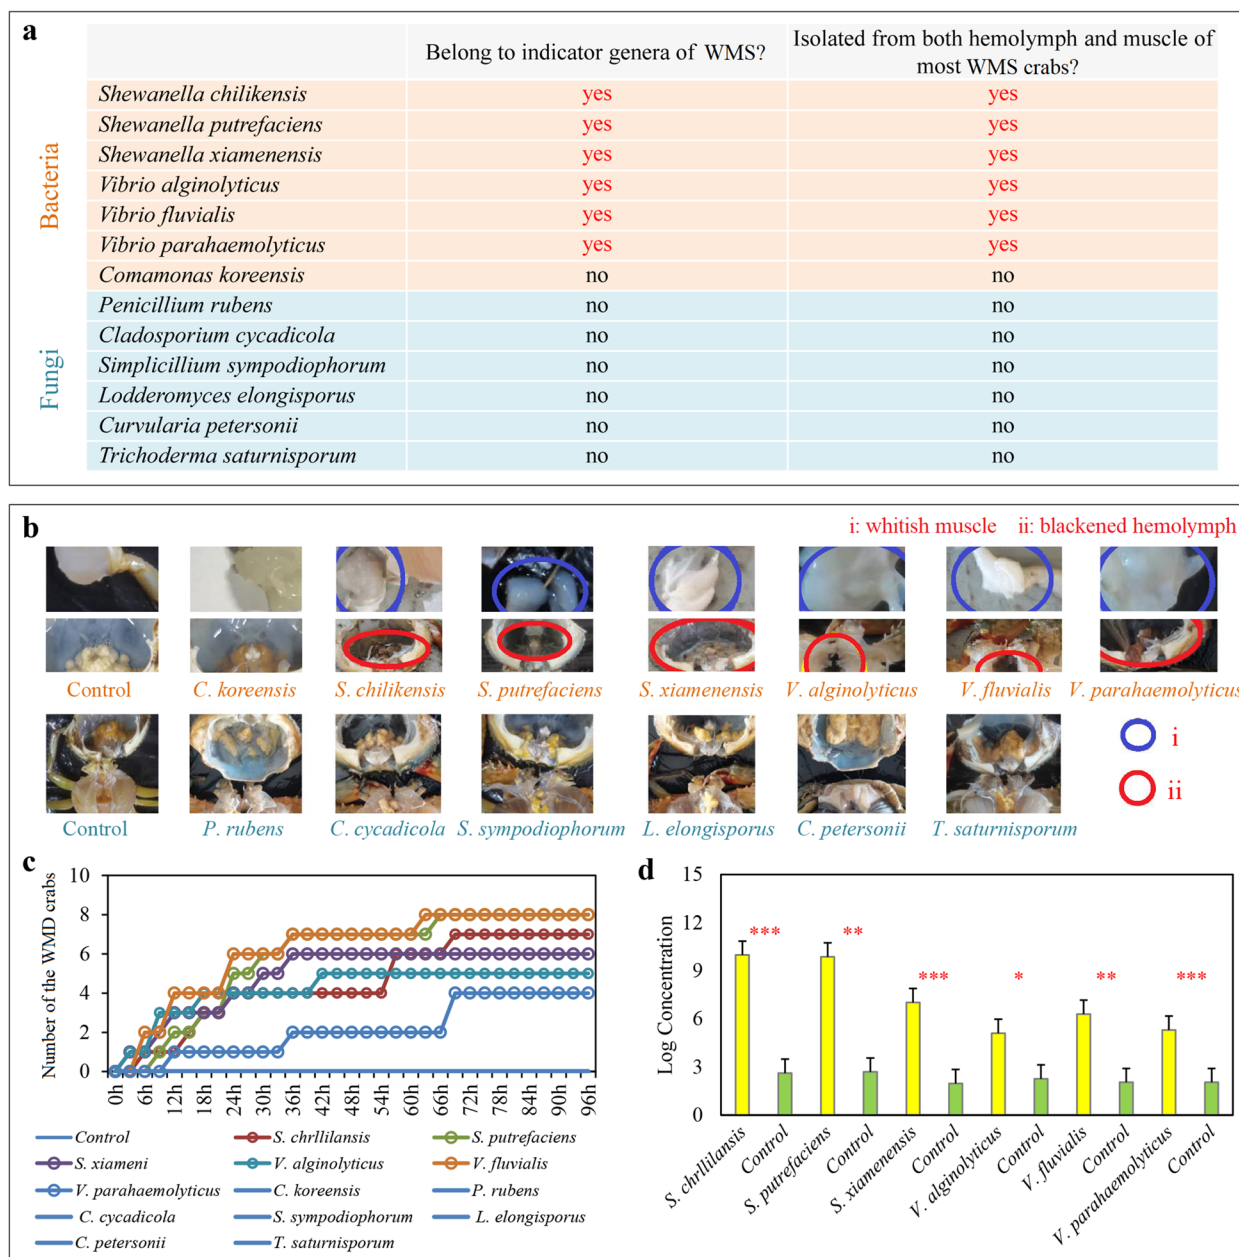 a
Belong to indicator genera of WMS?
Isolated from both hemolymph and muscle of
most WMS crabs?
Bacteria
Shewanella chilikensis yes yes
Shewanella putrefaciens yes yes
Shewanella xiamenensis yes yes
Vibrio alginolyticus yes yes
Vibrio fluvialis yes yes
Vibrio parahaemolyticus yes yes
Comamonas koreensis no no
Fungi
Penicillium rubens no no
Cladosporium cycadicola no no
Simplicillium sympodiophorum no no
Lodderomyces elongisporus no no
Curvularia petersonii no no
Trichoderma saturnisporum no no
b
i: whitish muscle ii: blackened hemolymph
Control C. koreensis S. chilikensis S. putrefaciens S. xiamenensis V. alginolyticus V. fluvialis V. parahaemolyticus
i
ii
Control P. rubens C. cycadicola S. sympodiophorum L. elongisporus C. petersonii T. saturnisporum
c
Number of the WMD crabs
10
8
6
4
2
0
0h 6h 12h 18h 24h 30h 36h 42h 48h 54h 60h 66h 72h 78h 84h 90h 96h
Control S. chrllilansis S. putrefaciens
S. xiameni V. alginolyticus V. fluvialis
V. parahaemolyticus C. koreensis P. rubens
C. cycadicola S. sympodiophorum L. elongisporus
C. petersonii T. saturnisporum
d
Log Concentration
15
12
9
6
3
0
*** ** *** * ** ***
S. chrllilansis Control S. putrefaciens Control S. xiamenensis Control V. alginolyticus Control V. fluvialis Control V. parahaemolyticus Control